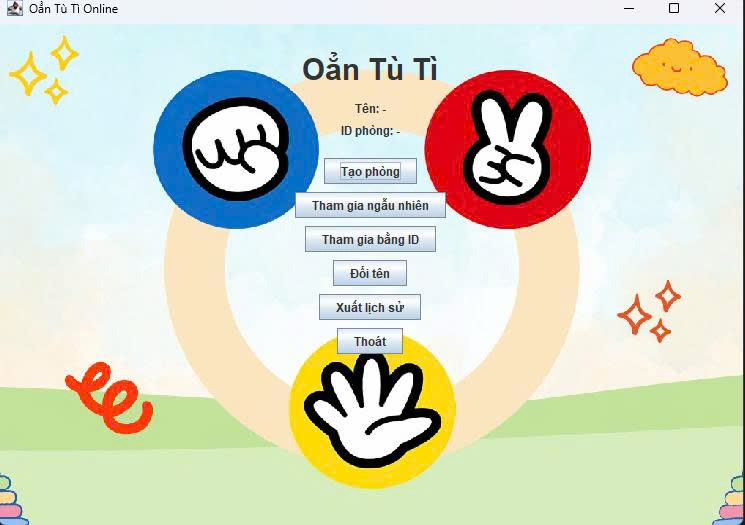 Oẳn Tù Tì Online
Oẳn Tù Tì
Tên: -
ID phòng: -
Tạo phòng
Tham gia ngẫu nhiên
Tham gia bằng ID
Đổi tên
Xuất lịch sử
Thoát